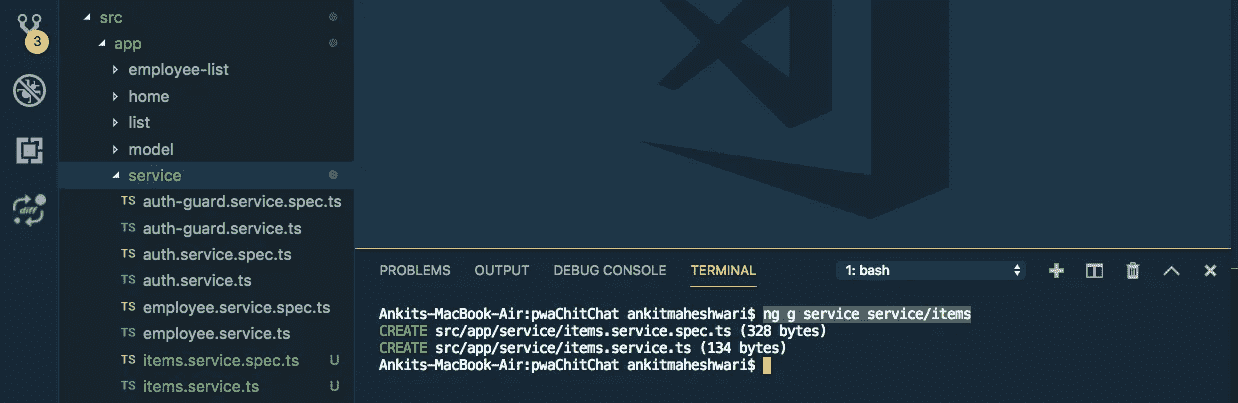 3
diff
src
app
employee-list
home
list
model
service
TS auth-guard.service.spec.ts
TS auth-guard.service.ts
TS auth.service.spec.ts
TS auth.service.ts
TS employee.service.spec.ts
TS employee.service.ts
TS items.service.spec.ts U
TS items.service.ts U
PROBLEMS OUTPUT DEBUG CONSOLE TERMINAL 1: bash
Ankits-MacBook-Air:pwaChitChat ankitmaheshwari$ ng g service service/items
CREATE src/app/service/items.service.spec.ts (328 bytes)
CREATE src/app/service/items.service.ts (134 bytes)
Ankits-MacBook-Air:pwaChitChat ankitmaheshwari$